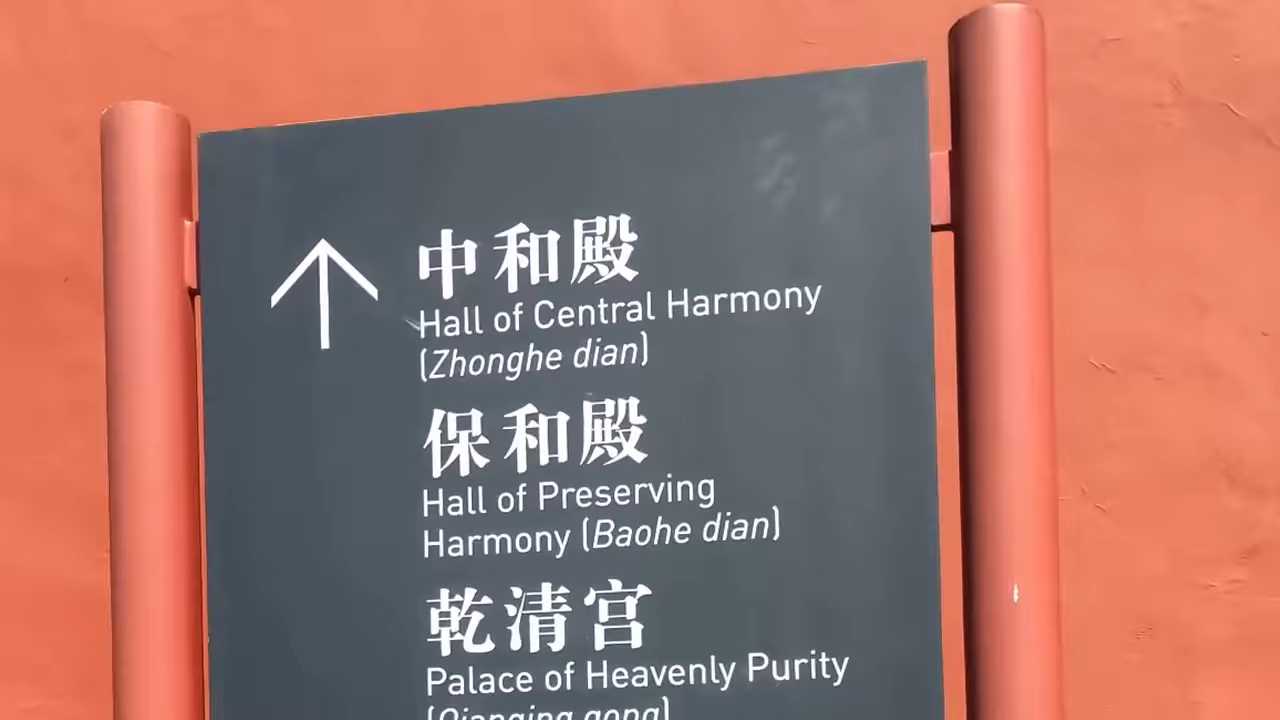 中和殿
Hall of Central Harmony
(Zhonghe dian)
保和殿
Hall of Preserving
Harmony (Baohe dian)
乾清宫
Palace of Heavenly Purity
(Qianqing gong)